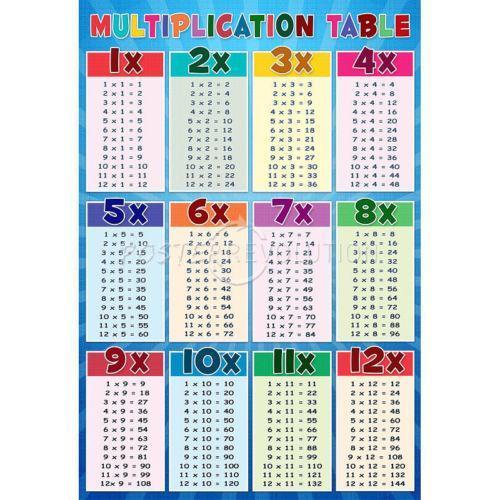 MULTIPLICATION TABLE
1x
1 x 1 = 1
2 x 1 = 2
3 x 1 = 3
4 x 1 = 4
5 x 1 = 5
6 x 1 = 6
7 x 1 = 7
8 x 1 = 8
9 x 1 = 9
10 x 1 = 10
11 x 1 = 11
12 x 1 = 12
2x
1 x 2 = 2
2 x 2 = 4
3 x 2 = 6
4 x 2 = 8
5 x 2 = 10
6 x 2 = 12
7 x 2 = 14
8 x 2 = 16
9 x 2 = 18
10 x 2 = 20
11 x 2 = 22
12 x 2 = 24
3x
1 x 3 = 3
2 x 3 = 6
3 x 3 = 9
4 x 3 = 12
5 x 3 = 15
6 x 3 = 18
7 x 3 = 21
8 x 3 = 24
9 x 3 = 27
10 x 3 = 30
11 x 3 = 33
12 x 3 = 36
4x
1 x 4 = 4
2 x 4 = 8
3 x 4 = 12
4 x 4 = 16
5 x 4 = 20
6 x 4 = 24
7 x 4 = 28
8 x 4 = 32
9 x 4 = 36
10 x 4 = 40
11 x 4 = 44
12 x 4 = 48
5x
1 x 5 = 5
2 x 5 = 10
3 x 5 = 15
4 x 5 = 20
5 x 5 = 25
6 x 5 = 30
7 x 5 = 35
8 x 5 = 40
9 x 5 = 45
10 x 5 = 50
11 x 5 = 55
12 x 5 = 60
6x
1 x 6 = 6
2 x 6 = 12
3 x 6 = 18
4 x 6 = 24
5 x 6 = 30
6 x 6 = 36
7 x 6 = 42
8 x 6 = 48
9 x 6 = 54
10 x 6 = 60
11 x 6 = 66
12 x 6 = 72
7x
1 x 7 = 7
2 x 7 = 14
3 x 7 = 21
4 x 7 = 28
5 x 7 = 35
6 x 7 = 42
7 x 7 = 49
8 x 7 = 56
9 x 7 = 63
10 x 7 = 70
11 x 7 = 77
12 x 7 = 84
8x
1 x 8 = 8
2 x 8 = 16
3 x 8 = 24
4 x 8 = 32
5 x 8 = 40
6 x 8 = 48
7 x 8 = 56
8 x 8 = 64
9 x 8 = 72
10 x 8 = 80
11 x 8 = 88
12 x 8 = 96
POSTER REVOLUTION
9x
1 x 9 = 9
2 x 9 = 18
3 x 9 = 27
4 x 9 = 36
5 x 9 = 45
6 x 9 = 54
7 x 9 = 63
8 x 9 = 72
9 x 9 = 81
10 x 9 = 90
11 x 9 = 99
12 x 9 = 108
10x
1 x 10 = 10
2 x 10 = 20
3 x 10 = 30
4 x 10 = 40
5 x 10 = 50
6 x 10 = 60
7 x 10 = 70
8 x 10 = 80
9 x 10 = 90
10 x 10 = 100
11 x 10 = 110
12 x 10 = 120
11x
1 x 11 = 11
2 x 11 = 22
3 x 11 = 33
4 x 11 = 44
5 x 11 = 55
6 x 11 = 66
7 x 11 = 77
8 x 11 = 88
9 x 11 = 99
10 x 11 = 110
11 x 11 = 121
12 x 11 = 132
12x
1 x 12 = 12
2 x 12 = 24
3 x 12 = 36
4 x 12 = 48
5 x 12 = 60
6 x 12 = 72
7 x 12 = 84
8 x 12 = 96
9 x 12 = 108
10 x 12 = 120
11 x 12 = 132
12 x 12 = 144